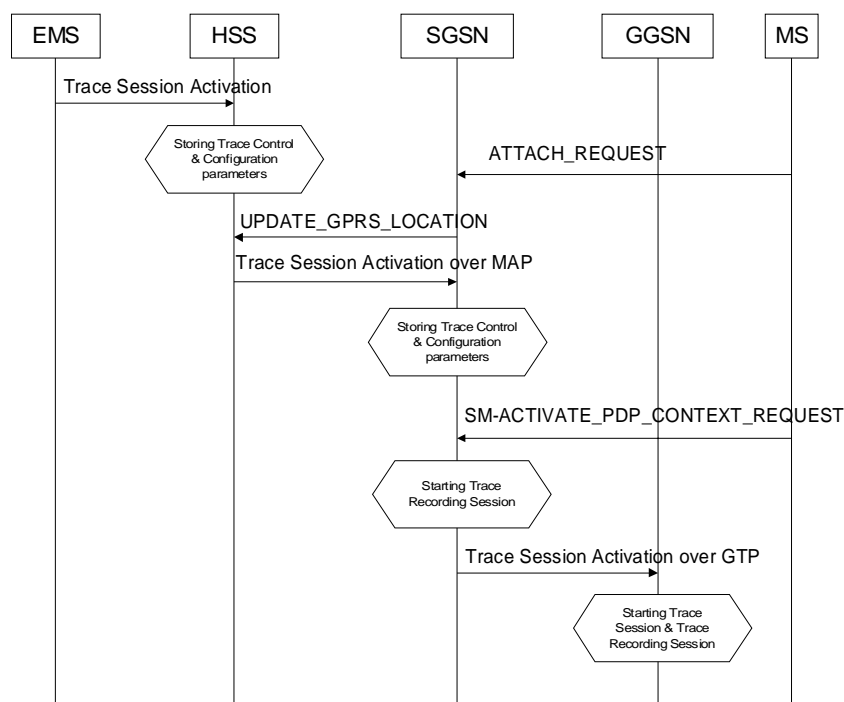 EMS
HSS
SGSN
GGSN
MS
Trace Session Activation
Storing Trace Control
& Configuration
parameters
ATTACH_REQUEST
UPDATE_GPRS_LOCATION
Trace Session Activation over MAP
Storing Trace Control
& Configuration
parameters
SM-ACTIVATE_PDP_CONTEXT_REQUEST
Starting Trace
Recording Session
Trace Session Activation over GTP
Starting Trace
Session & Trace
Recording Session